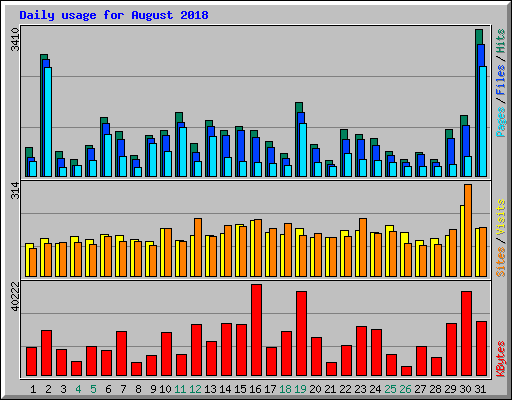 Daily usage for August 2018
3410
314
40222
Pages / Files / Hits
Sites / Visits
KBytes
1 2 3 4 5 6 7 8 9 10 11 12 13 14 15 16 17 18 19 20 21 22 23 24 25 26 27 28 29 30 31